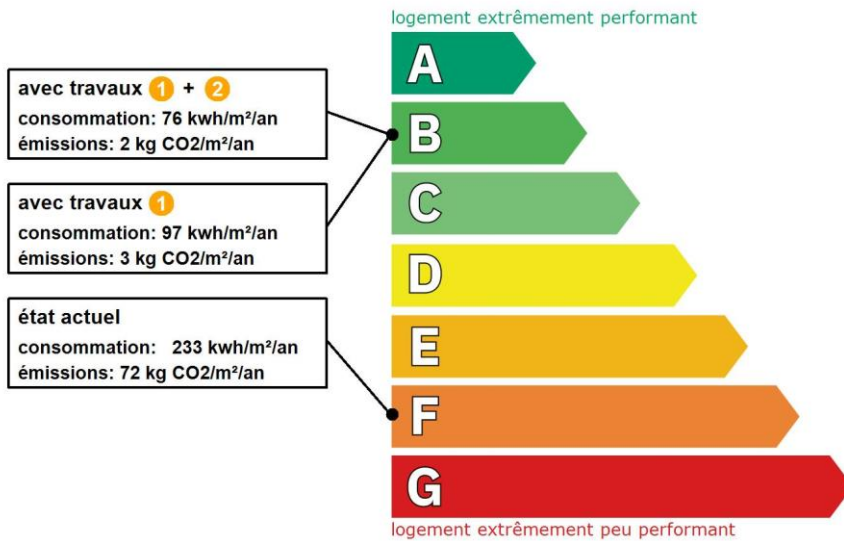 logement extrêmement performant
avec travaux 1 + 2
consommation: 76 kwh/m²/an
émissions: 2 kg CO2/m²/an
avec travaux 1
consommation: 97 kwh/m²/an
émissions: 3 kg CO2/m²/an
état actuel
consommation: 233 kwh/m²/an
émissions: 72 kg CO2/m²/an
A
B
C
D
E
F
G
logement extrêmement peu performant